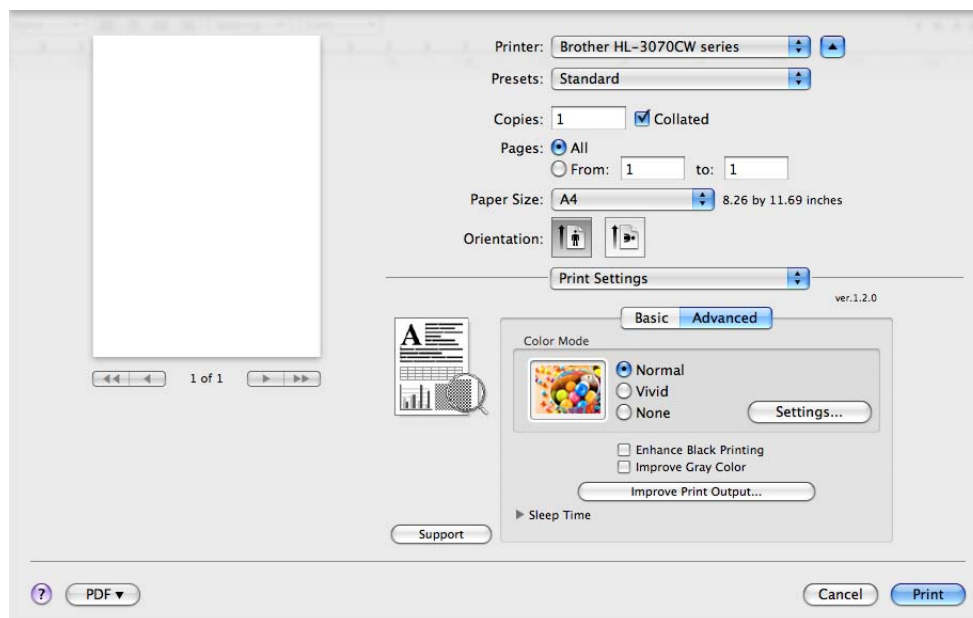 Printer: Brother HL-3070CW series
Presets: Standard
Copies: 1 Collated
Pages: All
From: 1 to: 1
Paper Size: A4 8.26 by 11.69 inches
Orientation:
Print Settings
ver.1.2.0
Basic Advanced
Color Mode
A
Normal
Vivid
None Settings...
1 of 1
Enhance Black Printing
Improve Gray Color
Improve Print Output...
Sleep Time
Support
? PDF▼ Cancel Print